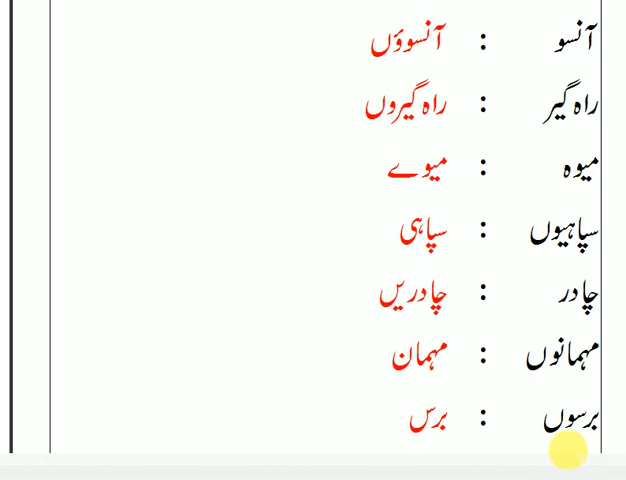 آنسو : آنسوؤں
راہ گیر : راہ گیروں
میوہ : میوے
سپاہیوں : سپاہی
چادر : چادریں
مہمانوں : مہمان
برسوں : برس